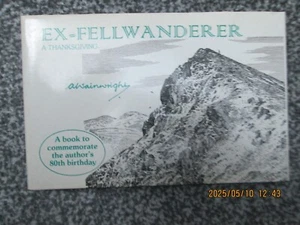 EX-FELLWANDERER
A THANKSGIVING
AWainwright
A book to
commemorate
the author's
80th birthday
2025/05/10 12:43